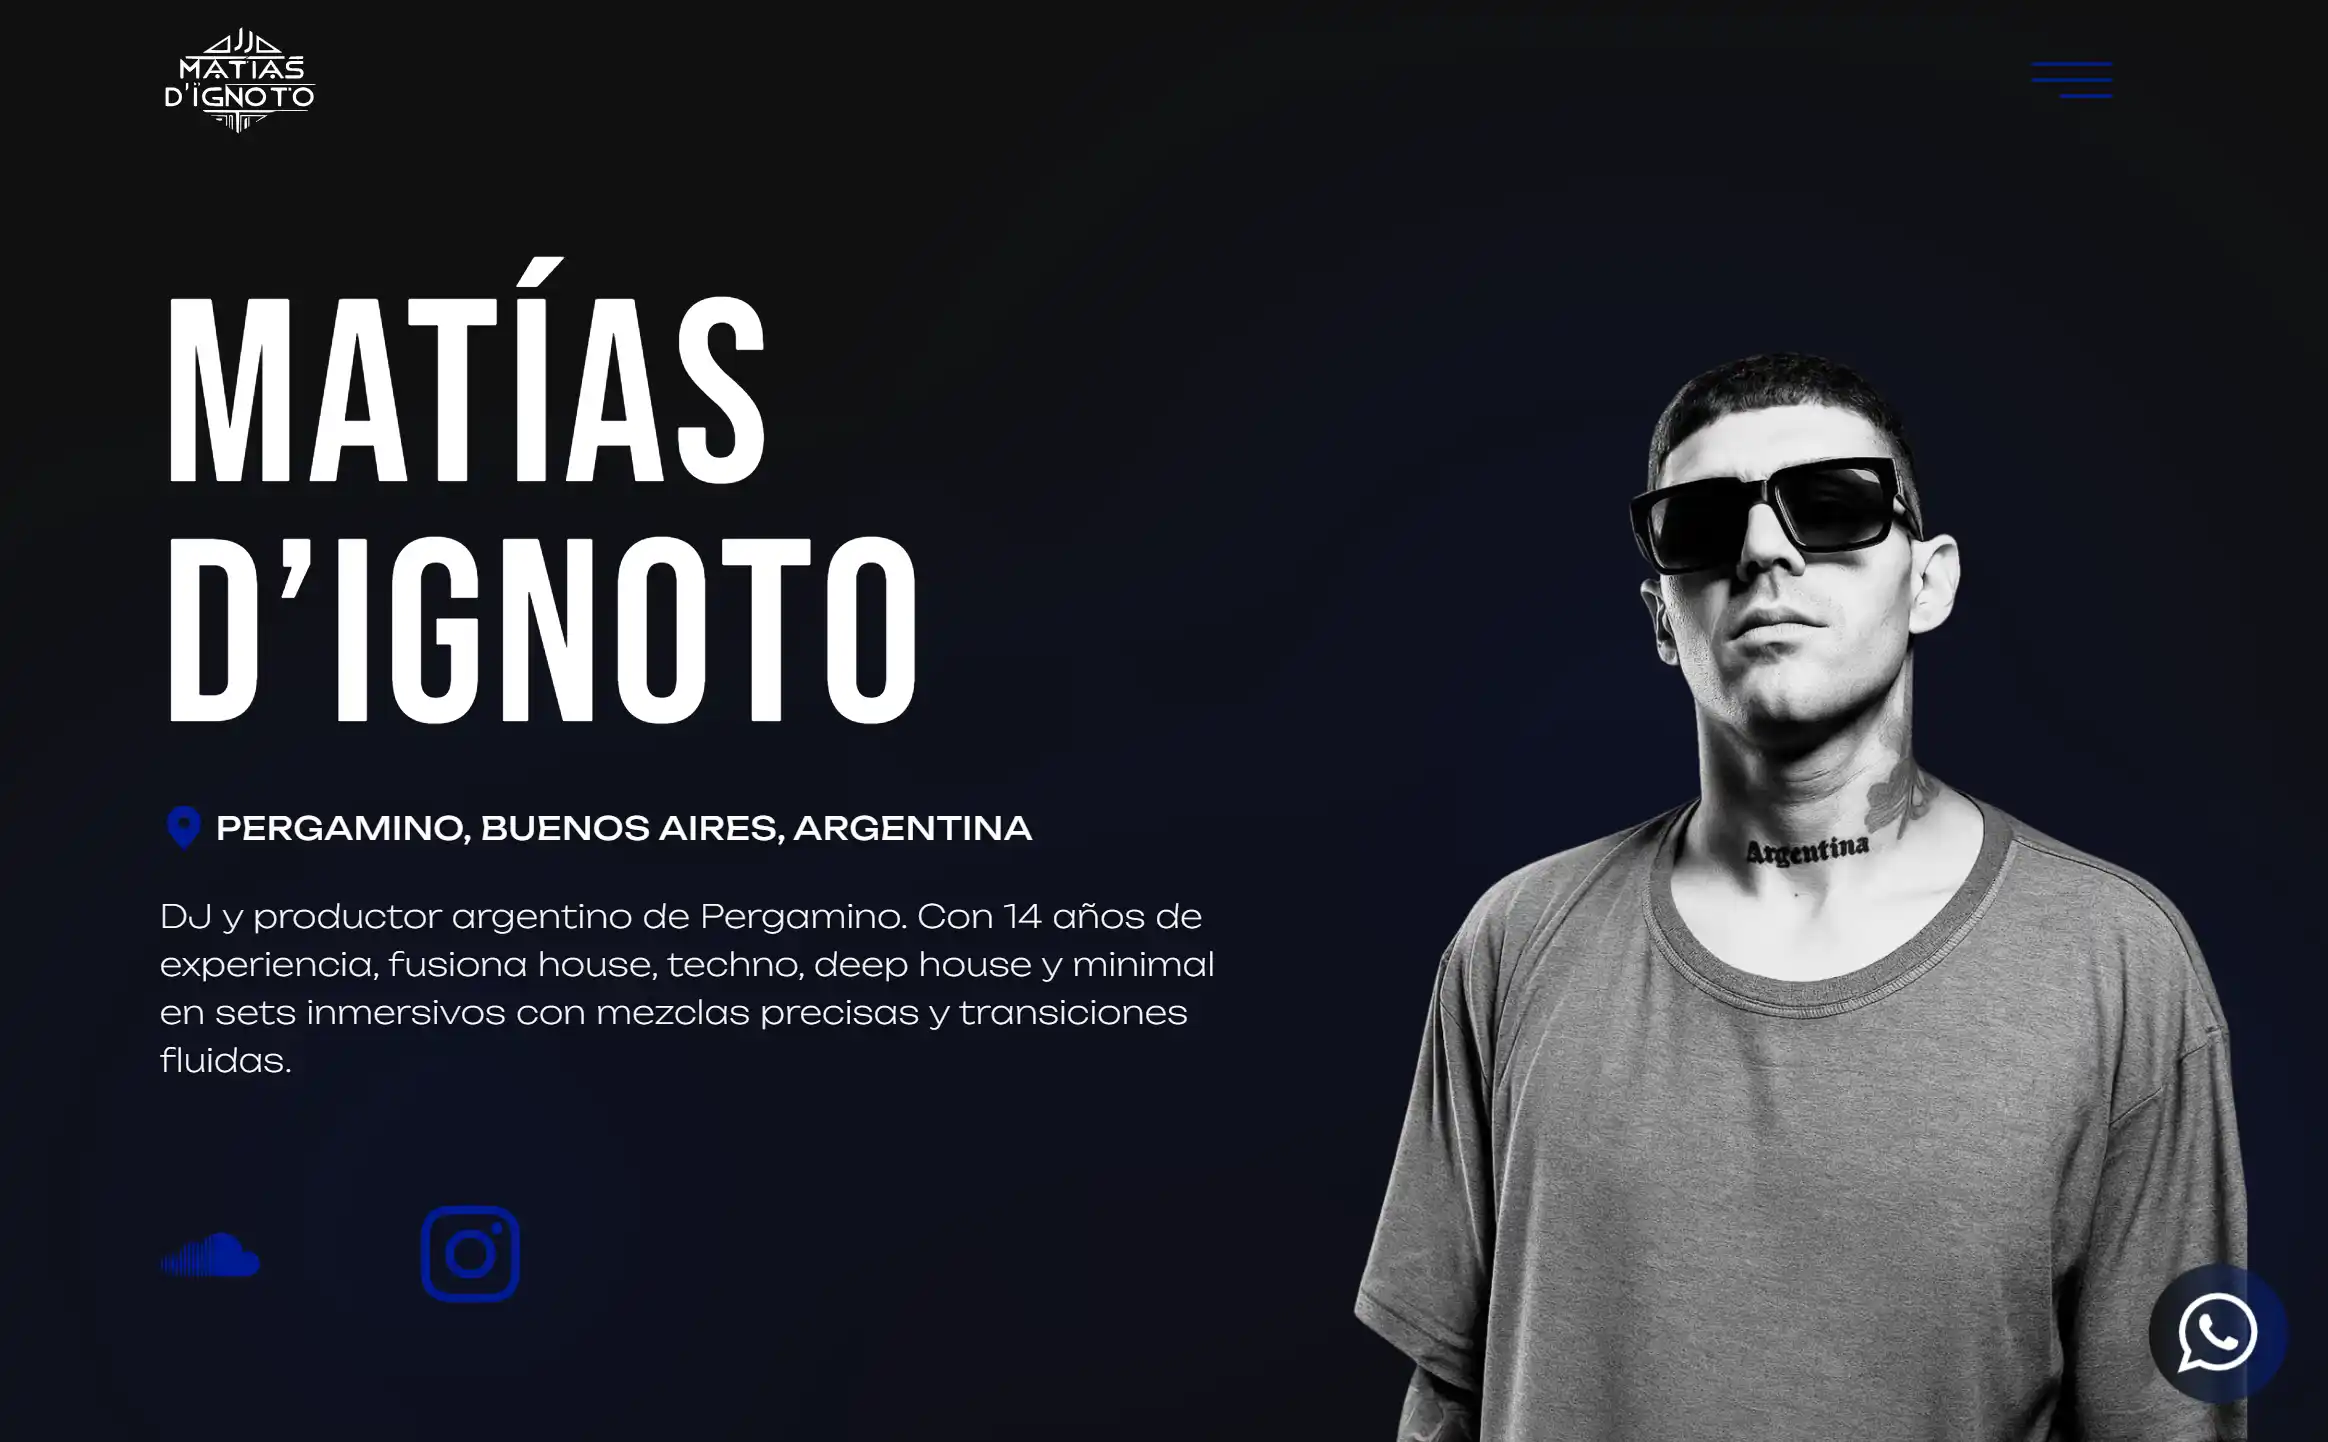 MATÍAS
D'IGNOTO
MATÍAS
D’IGNOTO
PERGAMINO, BUENOS AIRES, ARGENTINA
DJ y productor argentino de Pergamino. Con 14 años de
experiencia, fusiona house, techno, deep house y minimal
en sets inmersivos con mezclas precisas y transiciones
fluidas.
Argentina